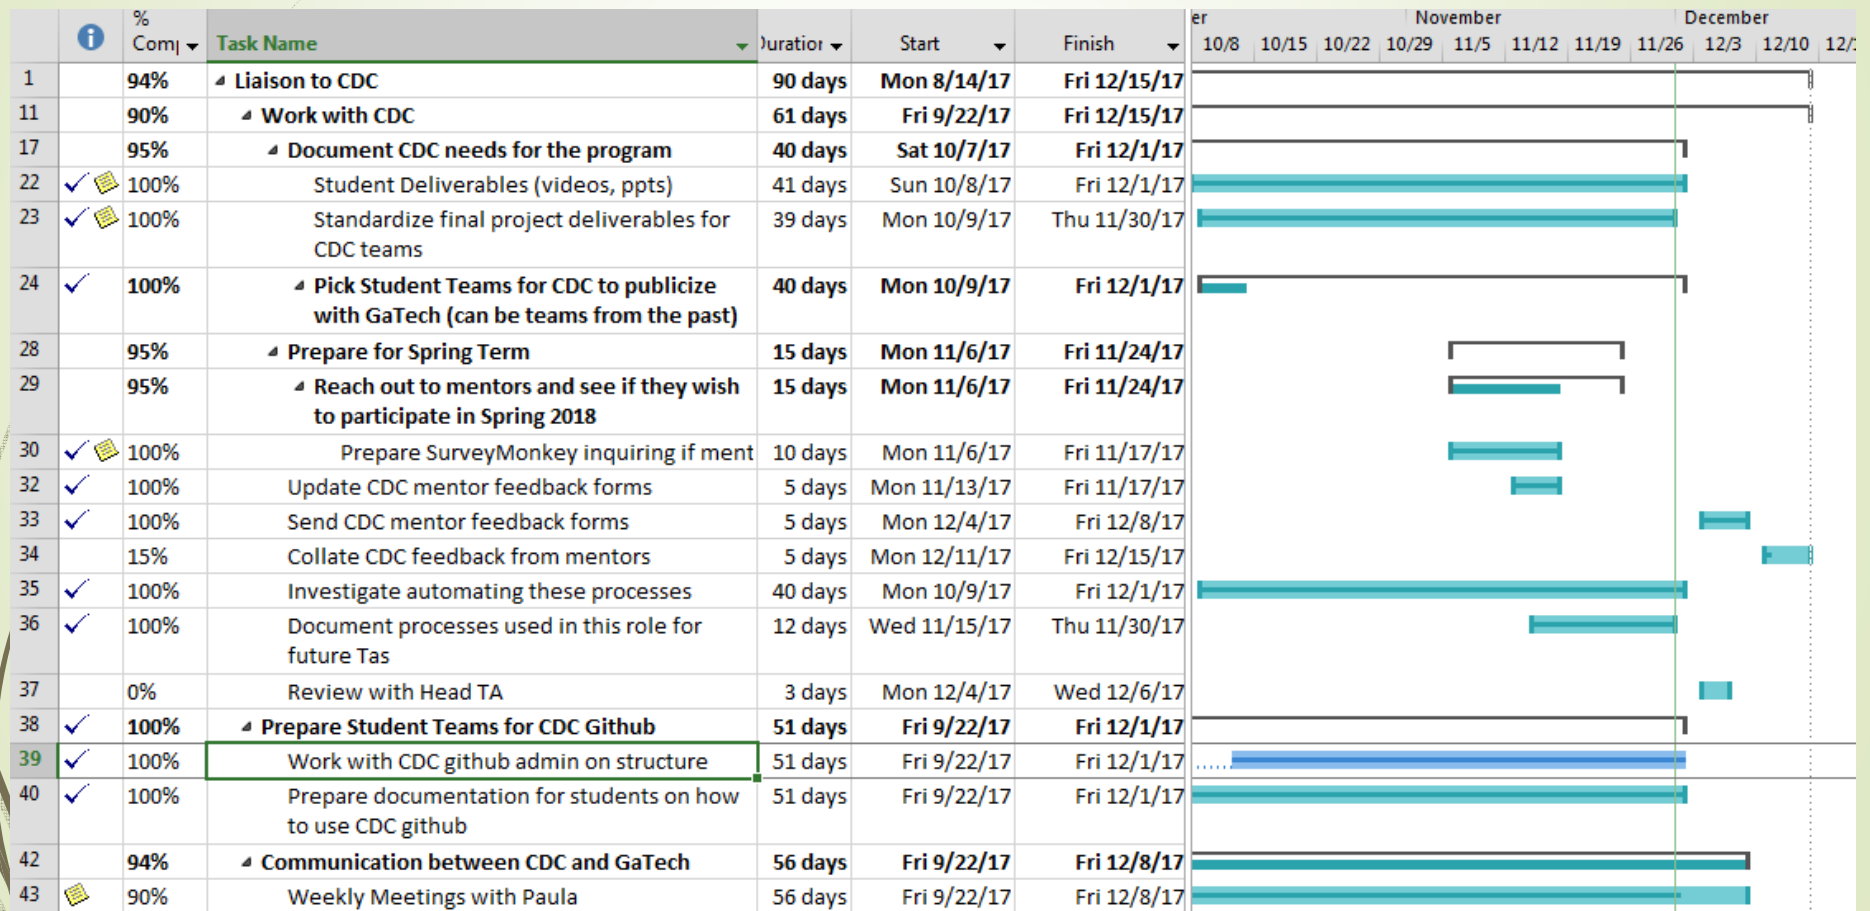 % er November December
Comp Task Name Duration Start Finish 10/8 10/15 10/22 10/29 11/5 11/12 11/19 11/26 12/3 12/10
1 94% Liaison to CDC 90 days Mon 8/14/17 Fri 12/15/17
11 90% Work with CDC 61 days Fri 9/22/17 Fri 12/15/17
17 95% Document CDC needs for the program 40 days Sat 10/7/17 Fri 12/1/17
22 100% Student Deliverables (videos, ppts) 41 days Sun 10/8/17 Fri 12/1/17
23 100% Standardize final project deliverables for 39 days Mon 10/9/17 Thu 11/30/17
CDC teams
24 100% Pick Student Teams for CDC to publicize 40 days Mon 10/9/17 Fri 12/1/17
with GaTech (can be teams from the past)
28 95% Prepare for Spring Term 15 days Mon 11/6/17 Fri 11/24/17
29 95% Reach out to mentors and see if they wish 15 days Mon 11/6/17 Fri 11/24/17
to participate in Spring 2018
30 100% Prepare SurveyMonkey inquiring if ment 10 days Mon 11/6/17 Fri 11/17/17
32 100% Update CDC mentor feedback forms 5 days Mon 11/13/17 Fri 11/17/17
33 100% Send CDC mentor feedback forms 5 days Mon 12/4/17 Fri 12/8/17
34 15% Collate CDC feedback from mentors 5 days Mon 12/11/17 Fri 12/15/17
35 100% Investigate automating these processes 40 days Mon 10/9/17 Fri 12/1/17
36 100% Document processes used in this role for 12 days Wed 11/15/17 Thu 11/30/17
future Tas
37 0% Review with Head TA 3 days Mon 12/4/17 Wed 12/6/17
38 100% Prepare Student Teams for CDC Github 51 days Fri 9/22/17 Fri 12/1/17
39 100% Work with CDC github admin on structure 51 days Fri 9/22/17 Fri 12/1/17
40 100% Prepare documentation for students on how 51 days Fri 9/22/17 Fri 12/1/17
to use CDC github
42 94% Communication between CDC and GaTech 56 days Fri 9/22/17 Fri 12/8/17
43 90% Weekly Meetings with Paula 56 days Fri 9/22/17 Fri 12/8/17